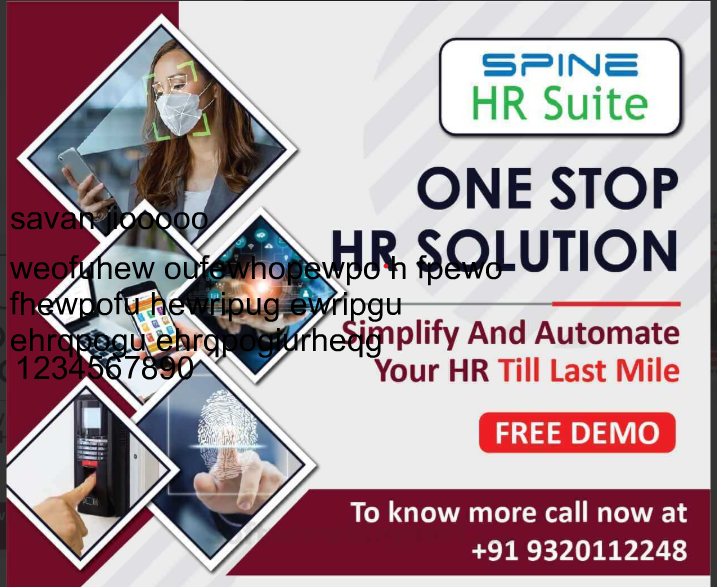 SPINE
HR Suite
ONE STOP
HR SOLUTION
savan jiooooo
weofuhew oufewhopewpo h fpewo
fhewpofu hewripug ewripgu
ehrqpogu ehrqpogiurheqg
1234567890
Simplify And Automate
Your HR Till Last Mile
FREE DEMO
To know more call now at
+91 9320112248